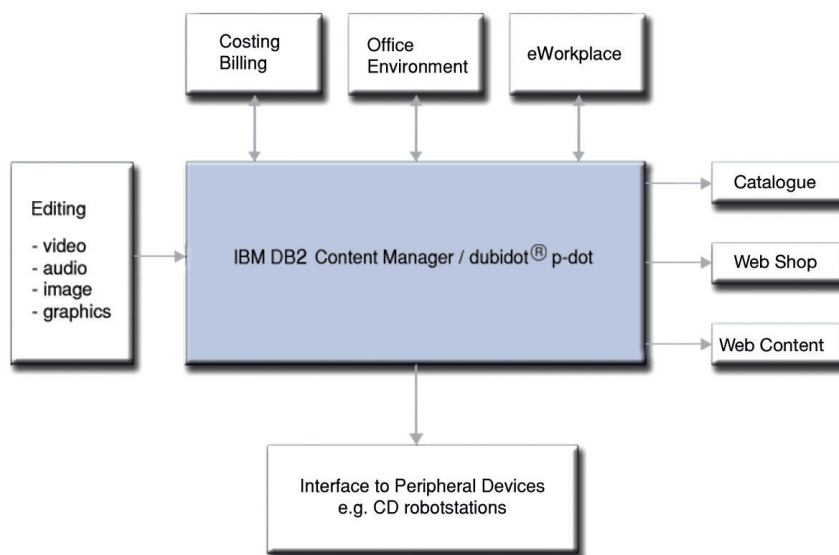 Costing
Billing
Office
Environment
eWorkplace
Editing
- video
- audio
- image
- graphics
IBM DB2 Content Manager / dubidot® p-dot
Catalogue
Web Shop
Web Content
Interface to Peripheral Devices
e.g. CD robotstations